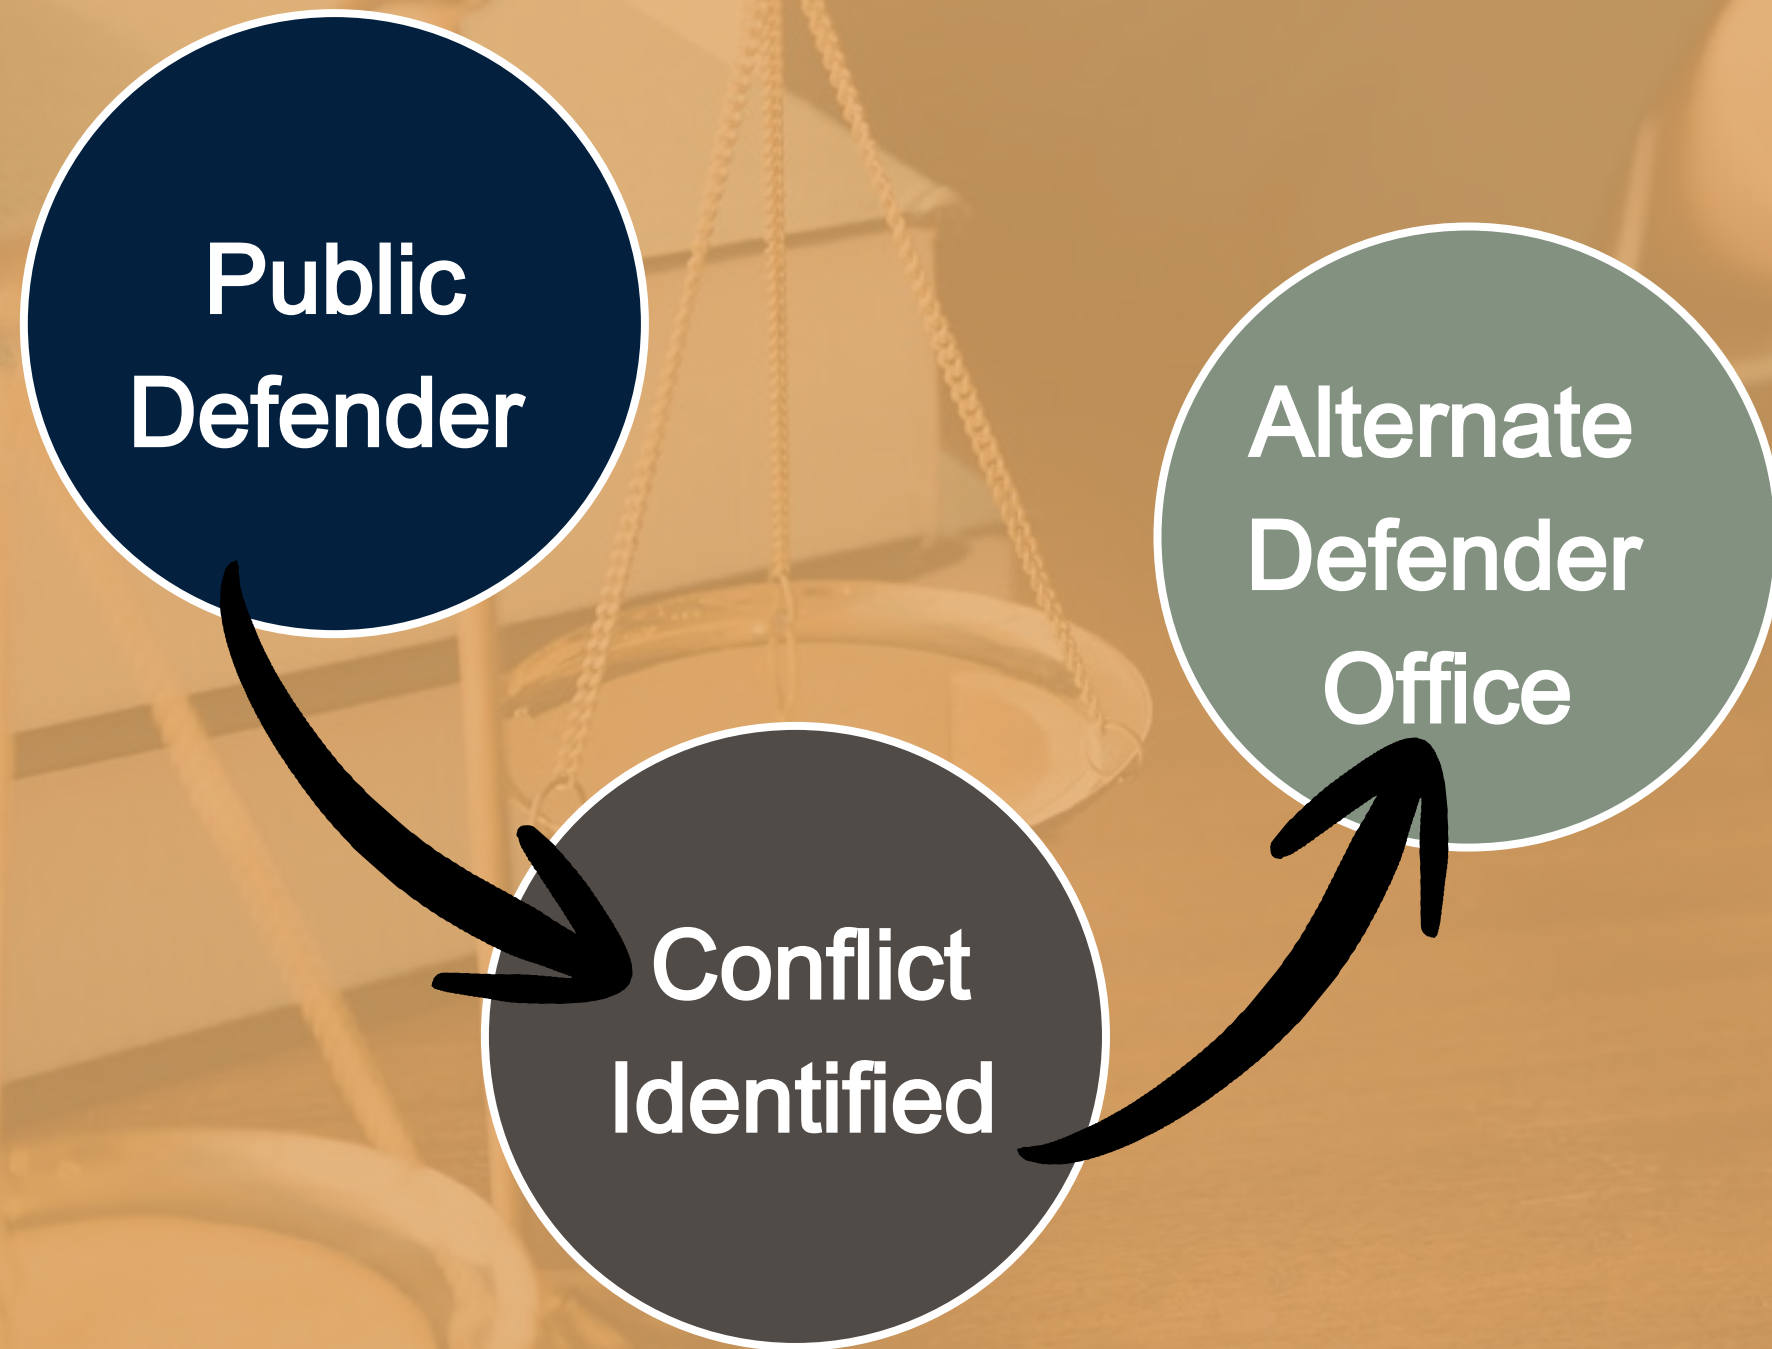 Public
Defender
Conflict
Identified
Alternate
Defender
Office